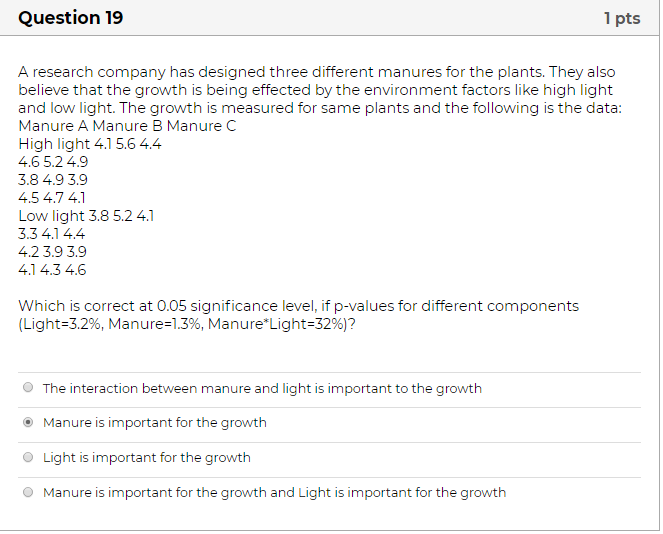 Question 19
1 pts
A research company has designed three different manures for the plants. They also
believe that the growth is being effected by the environment factors like high light
and low light. The growth is measured for same plants and the following is the data:
Manure A Manure B Manure C
High light 4.1 5.6 4.4
4.6 5.2 4.9
3.8 4.9 3.9
4.5 4.7 4.1
Low light 3.8 5.2 4.1
3.3 4.1 4.4
4.2 3.9 3.9
4.1 4.3 4.6
Which is correct at 0.05 significance level, if p-values for different components
(Light=3.2%, Manure=1.3%, Manure*Light=32%)?
The interaction between manure and light is important to the growth
Manure is important for the growth
Light is important for the growth
Manure is important for the growth and Light is important for the growth